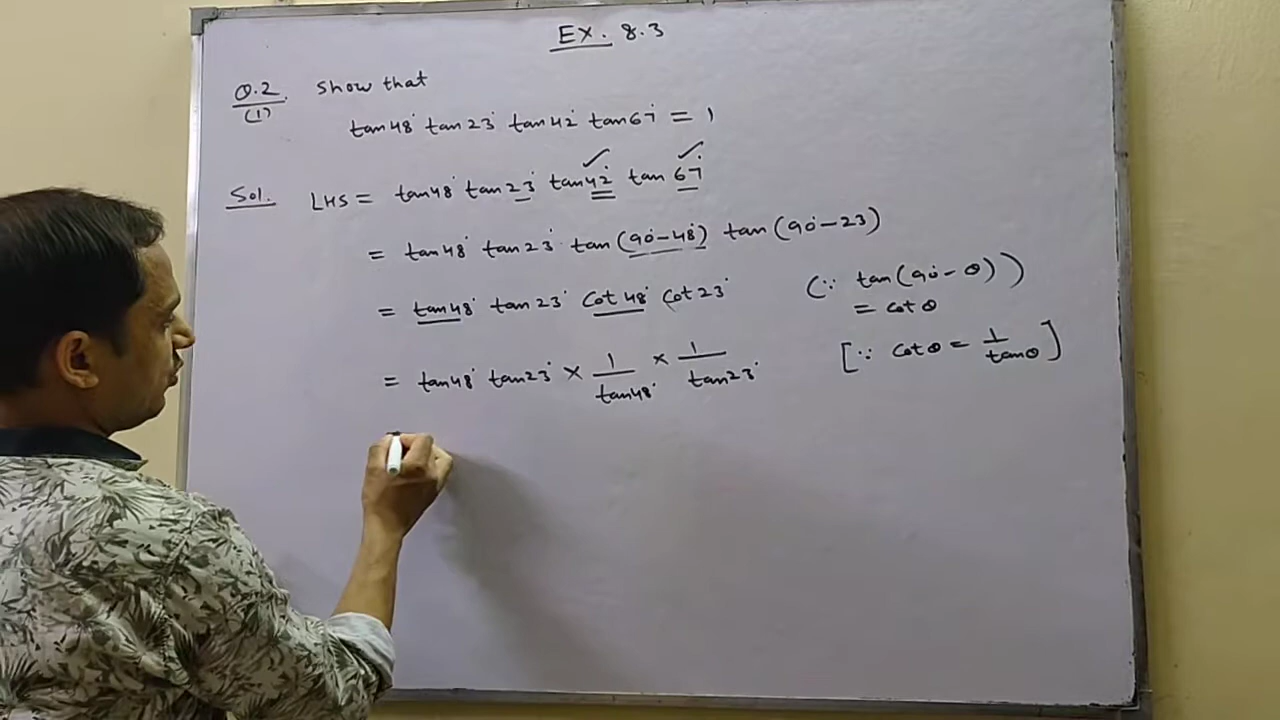 EX. 8.3
Q.2 Show that
(1)
tan48° tan23° tan42° tan67° = 1
Sol. LHS = tan48° tan23° tan42° tan67°
= tan48° tan23° tan(90°-48°) tan(90°-23)
= tan48° tan23° cot48° cot23° (∵ tan(90°-θ))
= cotθ
= tan48° tan23° × 1/tan48° × 1/tan23° [∵ cotθ = 1/tanθ]